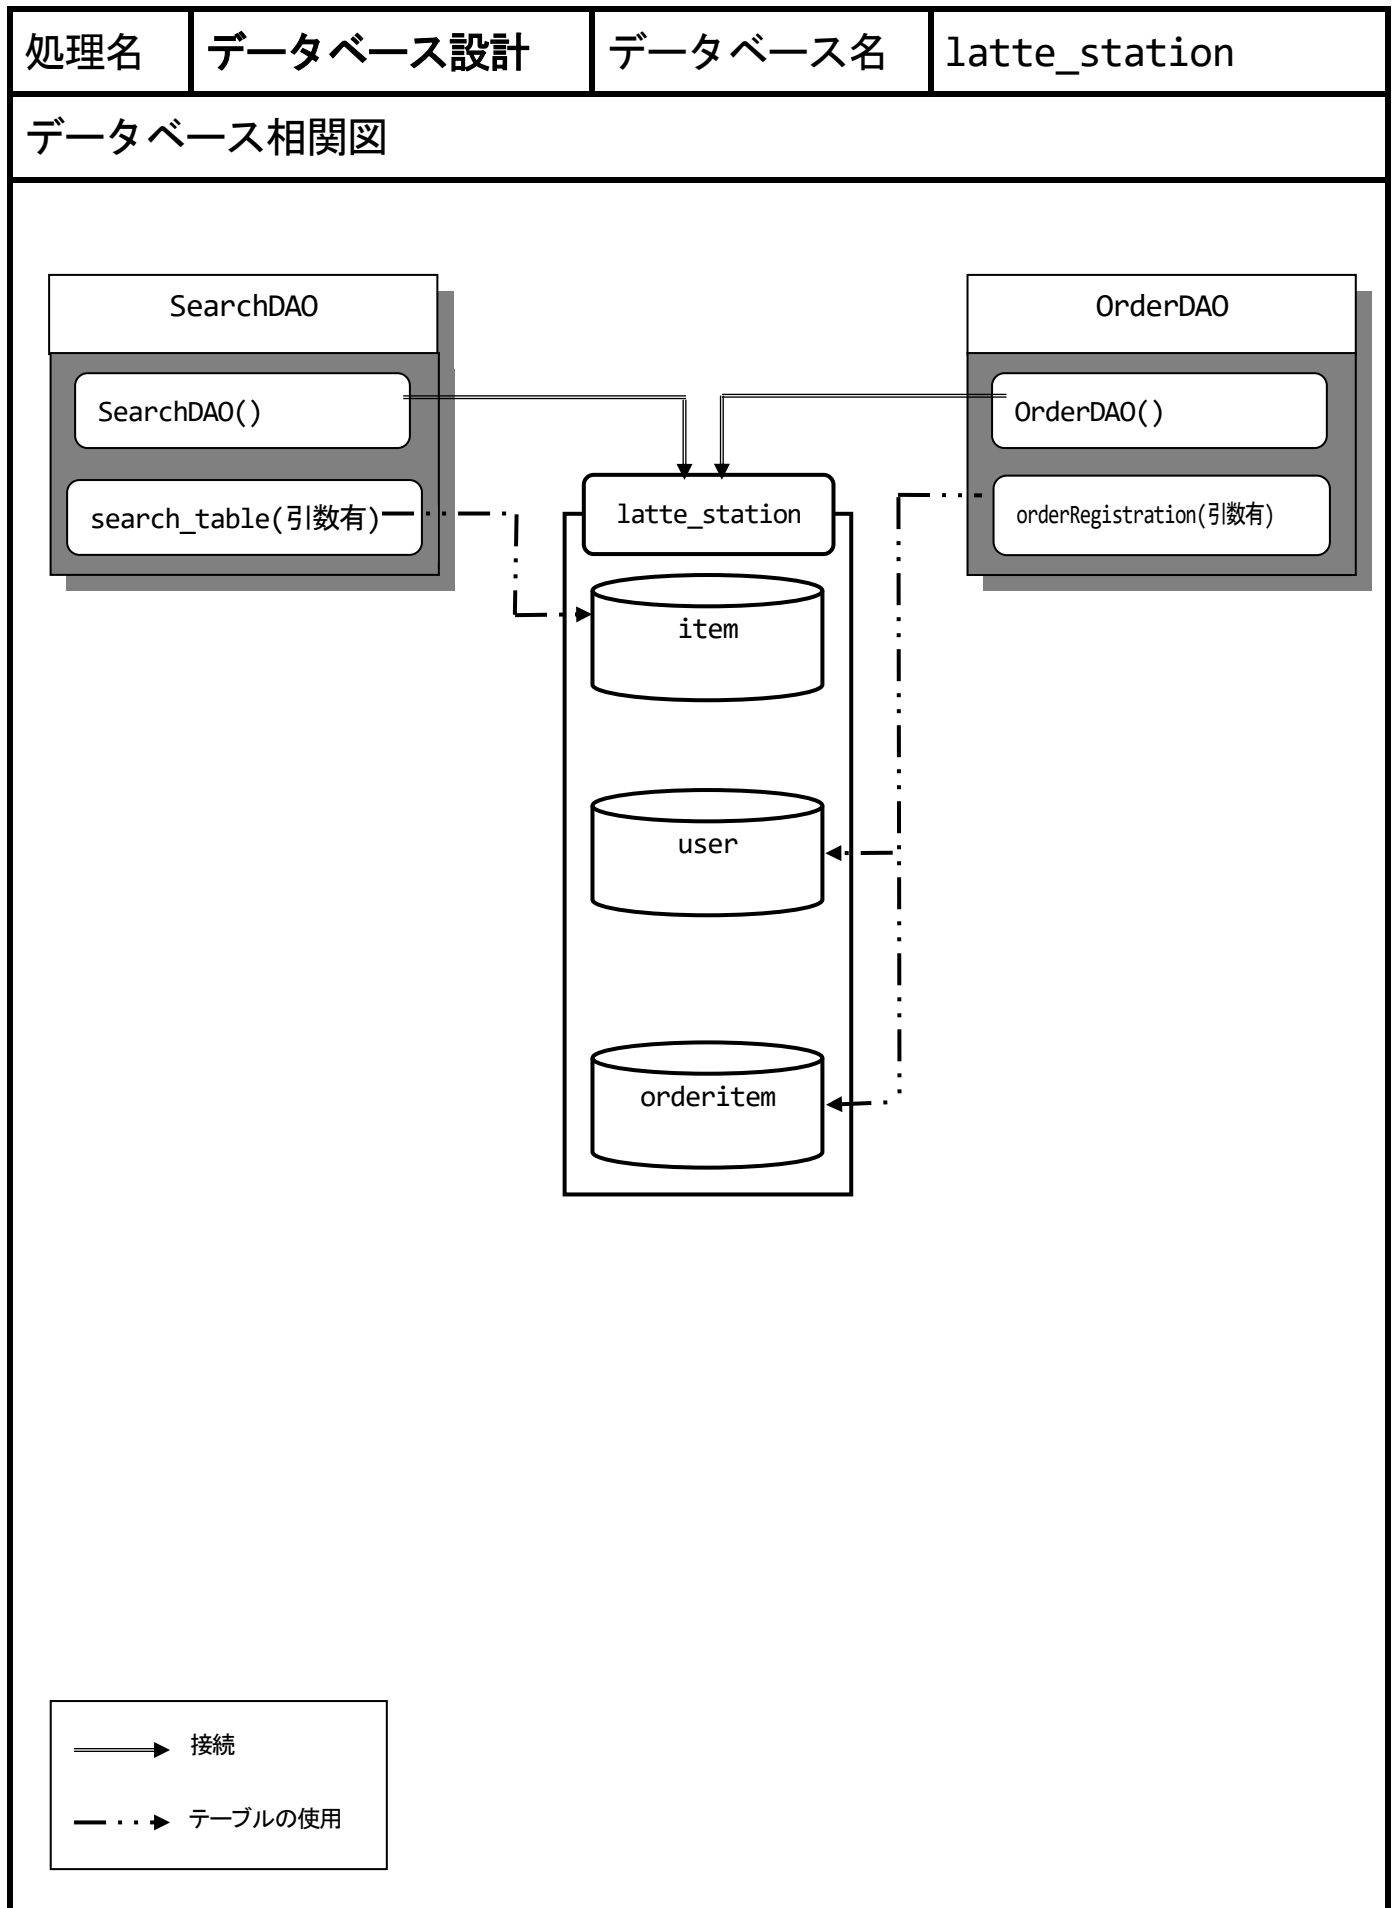 処理名 データベース設計 データベース名 latte_station
データベース相関図
SearchDAO
SearchDAO()
search_table(引数有)
OrderDAO
OrderDAO()
orderRegistration(引数有)
latte_station
item
user
orderitem
接続
テーブルの使用